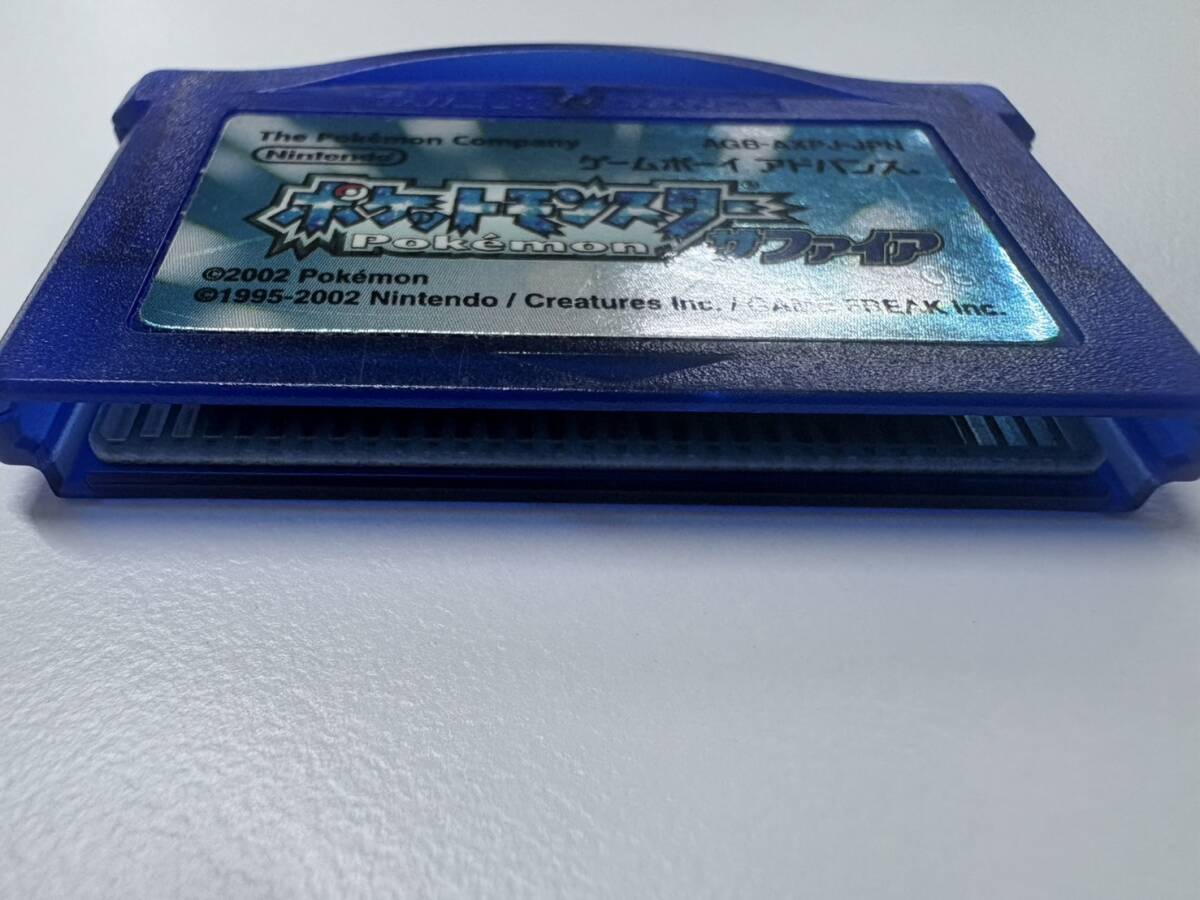 The Pokémon Company
AGB-AXPJ-JPN
Nintendo
ゲームボーイ アドバンス®
ポケットモンスター
Pokémon
サファイア
©2002 Pokémon
©1995-2002 Nintendo / Creatures Inc. / GAME FREAK Inc.